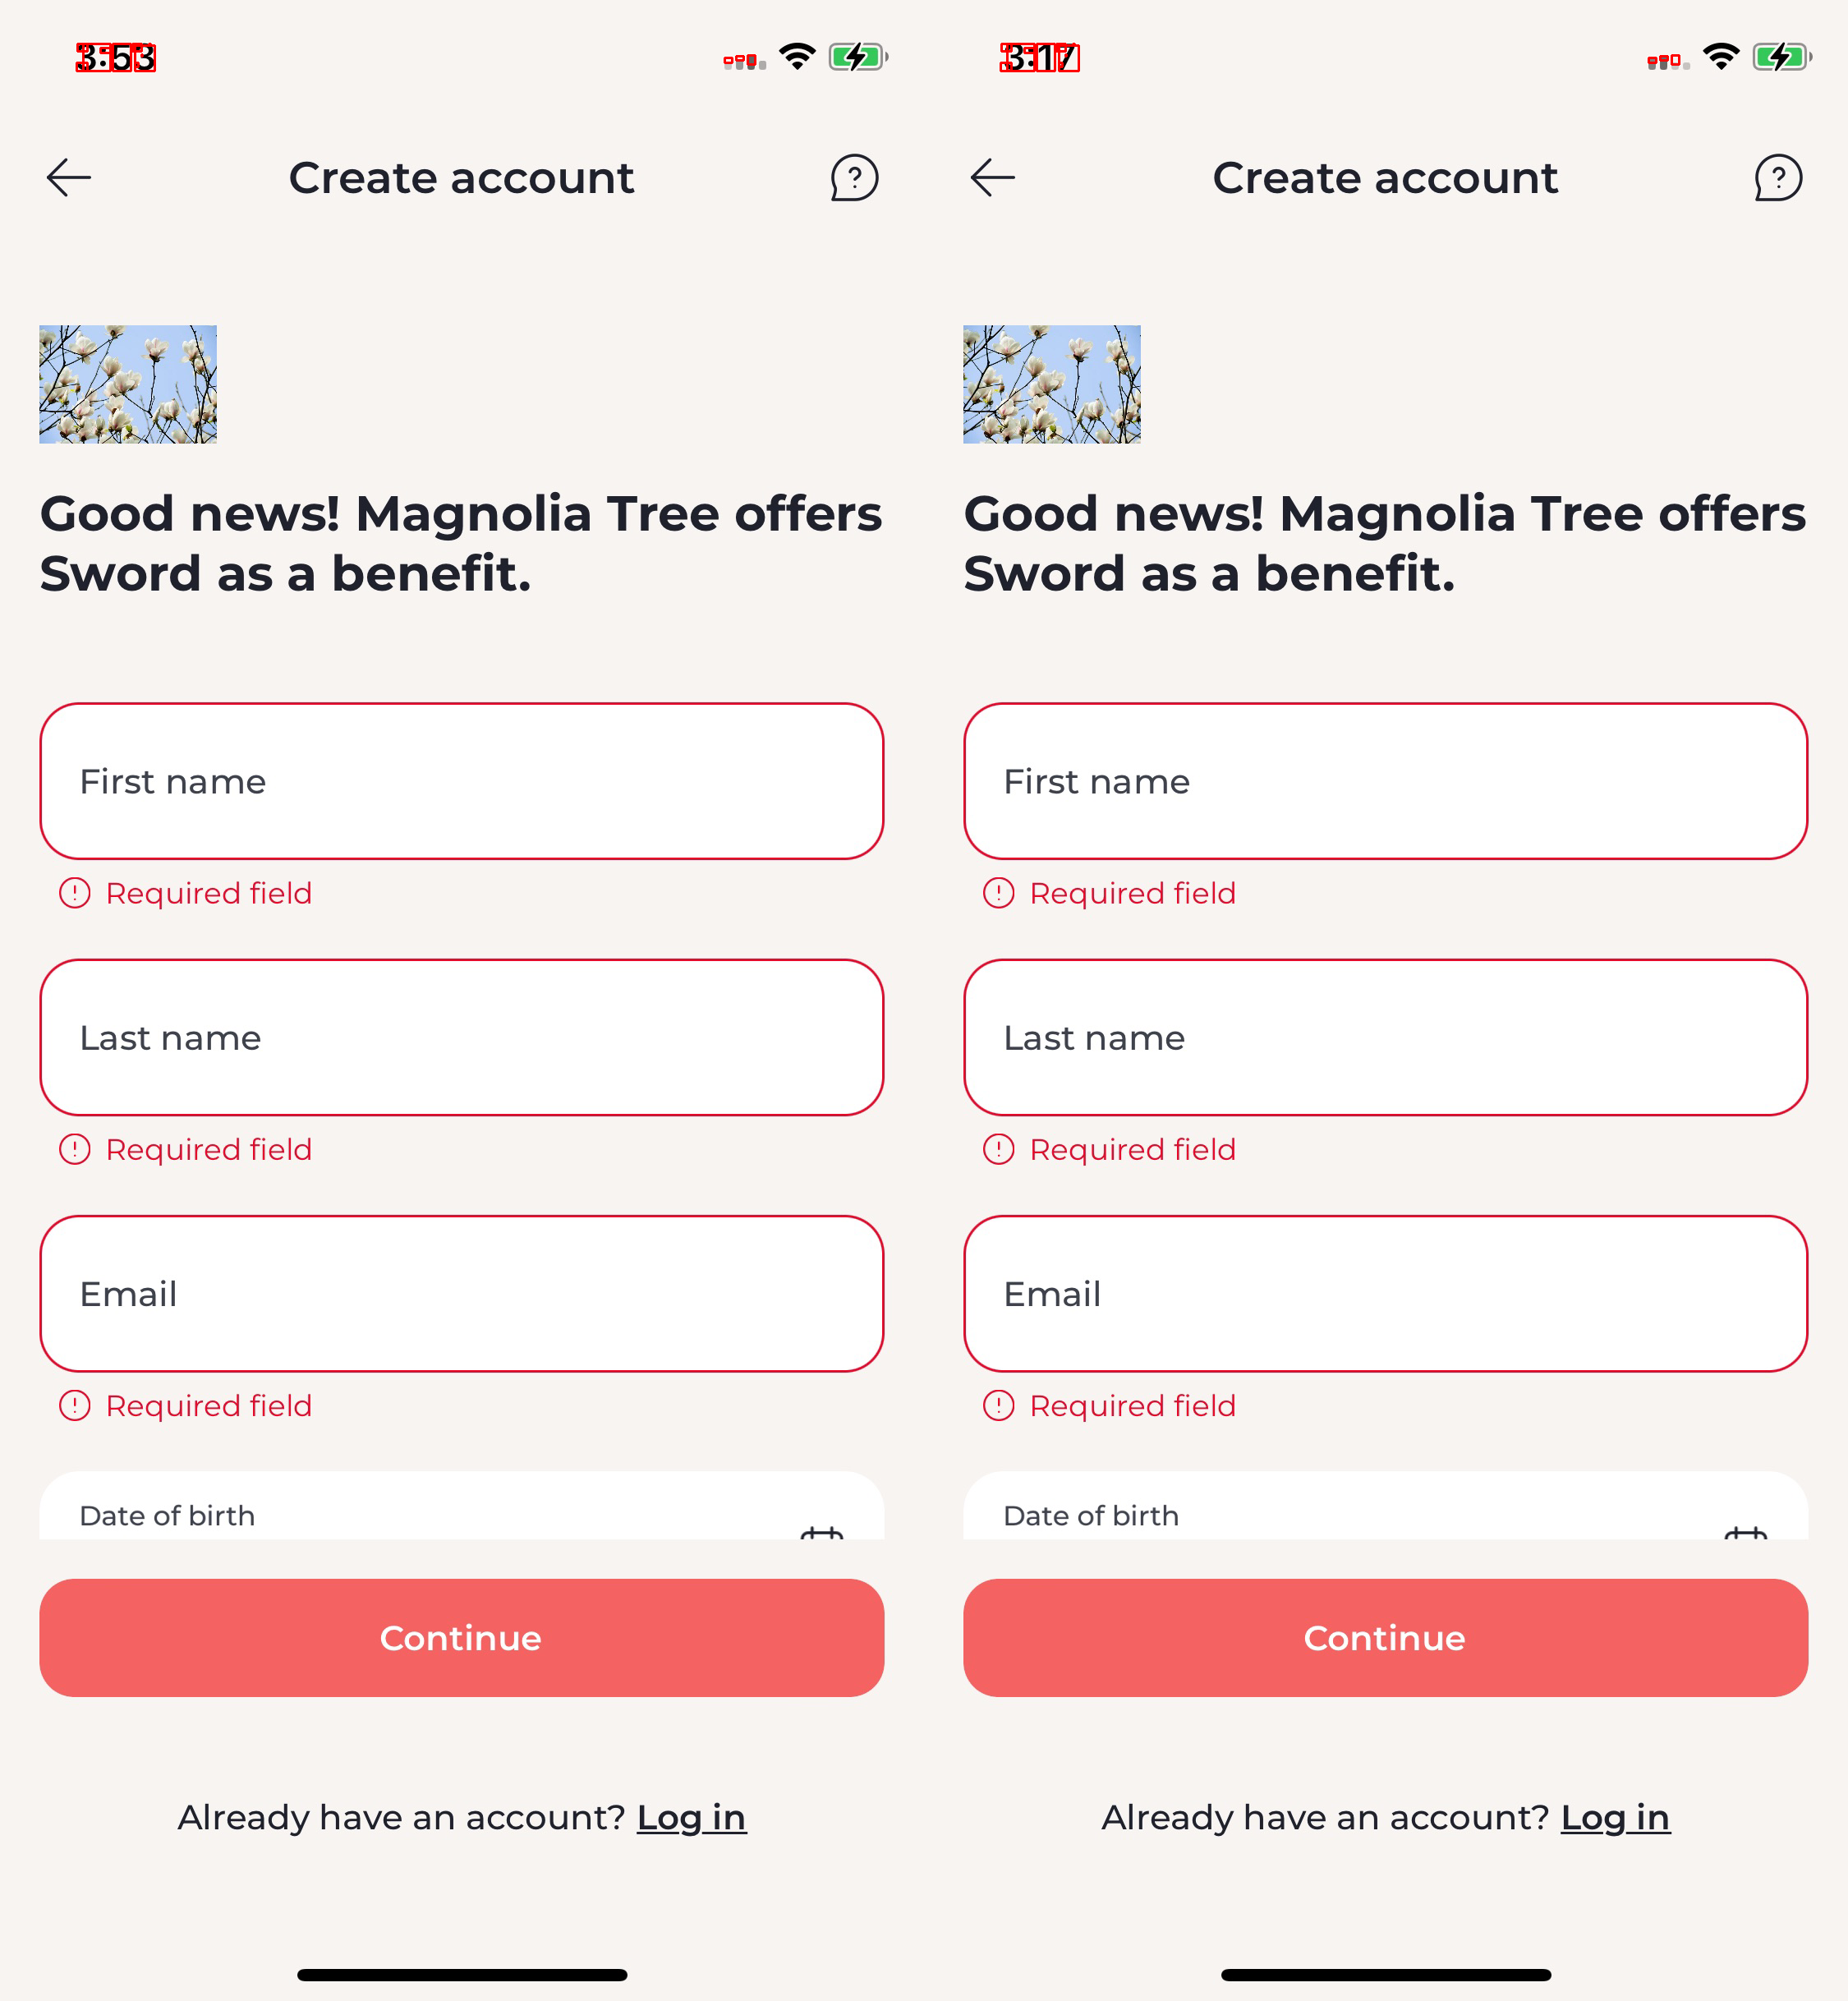 3:53
Create account
Good news! Magnolia Tree offers
Sword as a benefit.
First name
Required field
Last name
Required field
Email
Required field
Date of birth
Continue
Already have an account? Log in
3:17
Create account
Good news! Magnolia Tree offers
Sword as a benefit.
First name
Required field
Last name
Required field
Email
Required field
Date of birth
Continue
Already have an account? Log in